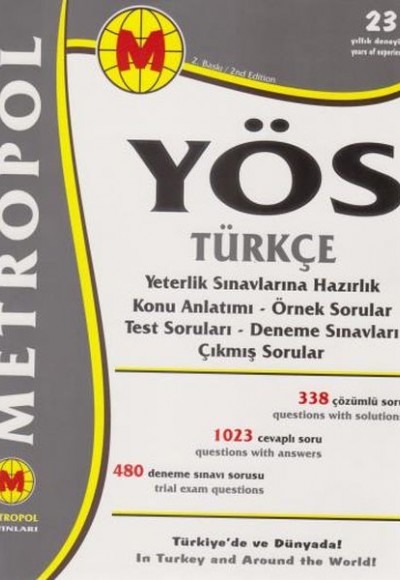 METROPOL
M
2. Baskı / 2nd Edition
23
yıllık deneyi
years of experie
YÖS
TÜRKÇE
Yeterlik Sınavlarına Hazırlık
Konu Anlatımı - Örnek Sorular
Test Soruları - Deneme Sınavları
Çıkmış Sorular
338 çözümlü soru
questions with solutions
1023 cevaplı soru
questions with answers
480 deneme sınavı sorusu
trial exam questions
M
METROPOL
YINLARI
Türkiye'de ve Dünyada!
In Turkey and Around the World!